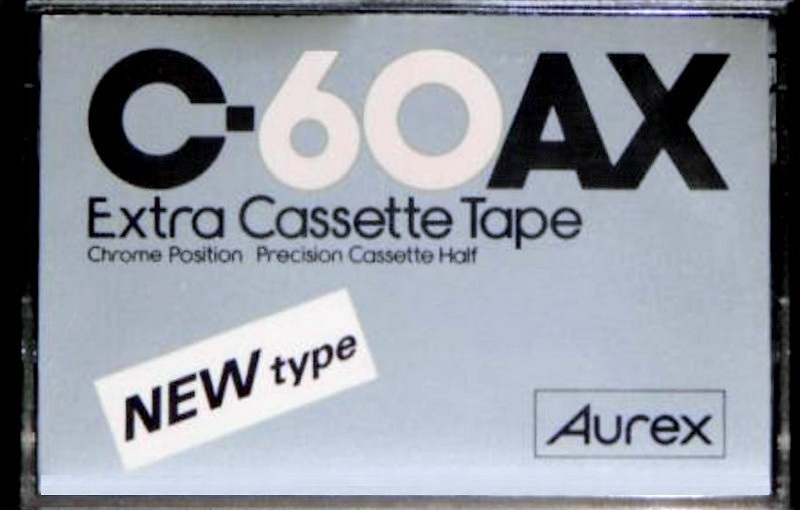 C-60AX
Extra Cassette Tape
Chrome Position Precision Cassette Half
NEW type
Aurex